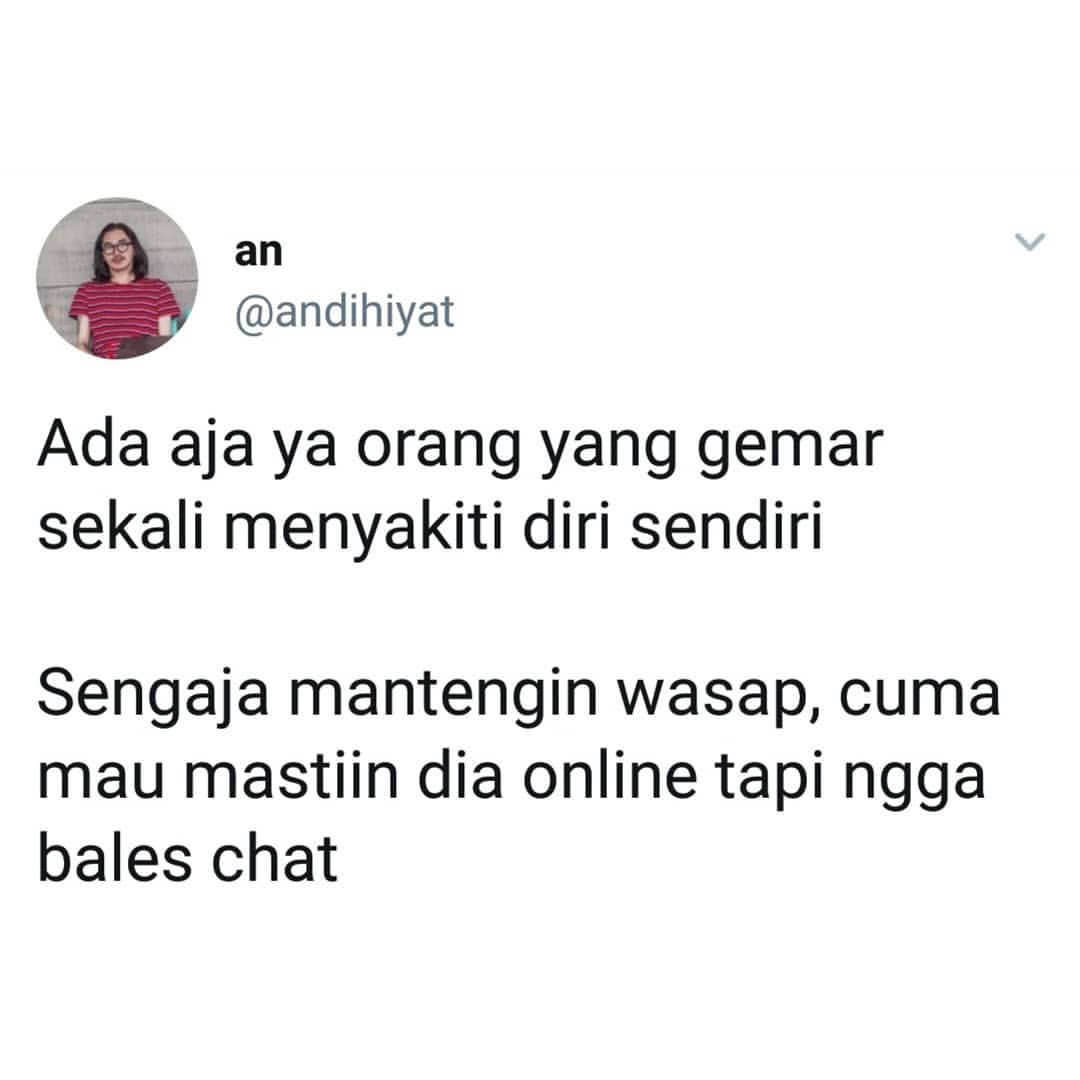 an
@andihiyat
Ada aja ya orang yang gemar
sekali menyakiti diri sendiri
Sengaja mantengin wasap, cuma
mau mastiin dia online tapi ngga
bales chat